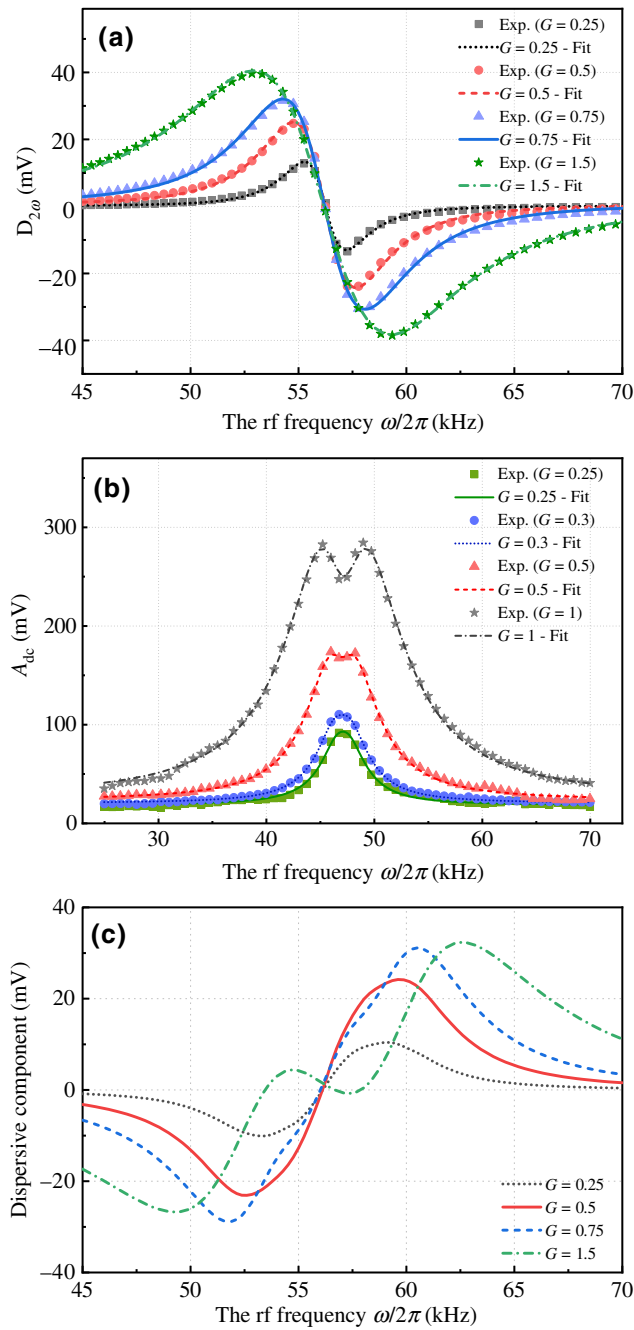 (a)
Exp. (G = 0.25)
G = 0.25 - Fit
Exp. (G = 0.5)
G = 0.5 - Fit
Exp. (G = 0.75)
G = 0.75 - Fit
Exp. (G = 1.5)
G = 1.5 - Fit
40
20
0
−20
−40
D2ω (mV)
45 50 55 60 65 70
The rf frequency ω/2π (kHz)
(b)
Exp. (G = 0.25)
G = 0.25 - Fit
Exp. (G = 0.3)
G = 0.3 - Fit
Exp. (G = 0.5)
G = 0.5 - Fit
Exp. (G = 1)
G = 1 - Fit
300
200
100
0
Adc (mV)
30 40 50 60 70
The rf frequency ω/2π (kHz)
(c)
40
20
0
−20
−40
Dispersive component (mV)
G = 0.25
G = 0.5
G = 0.75
G = 1.5
45 50 55 60 65 70
The rf frequency ω/2π (kHz)